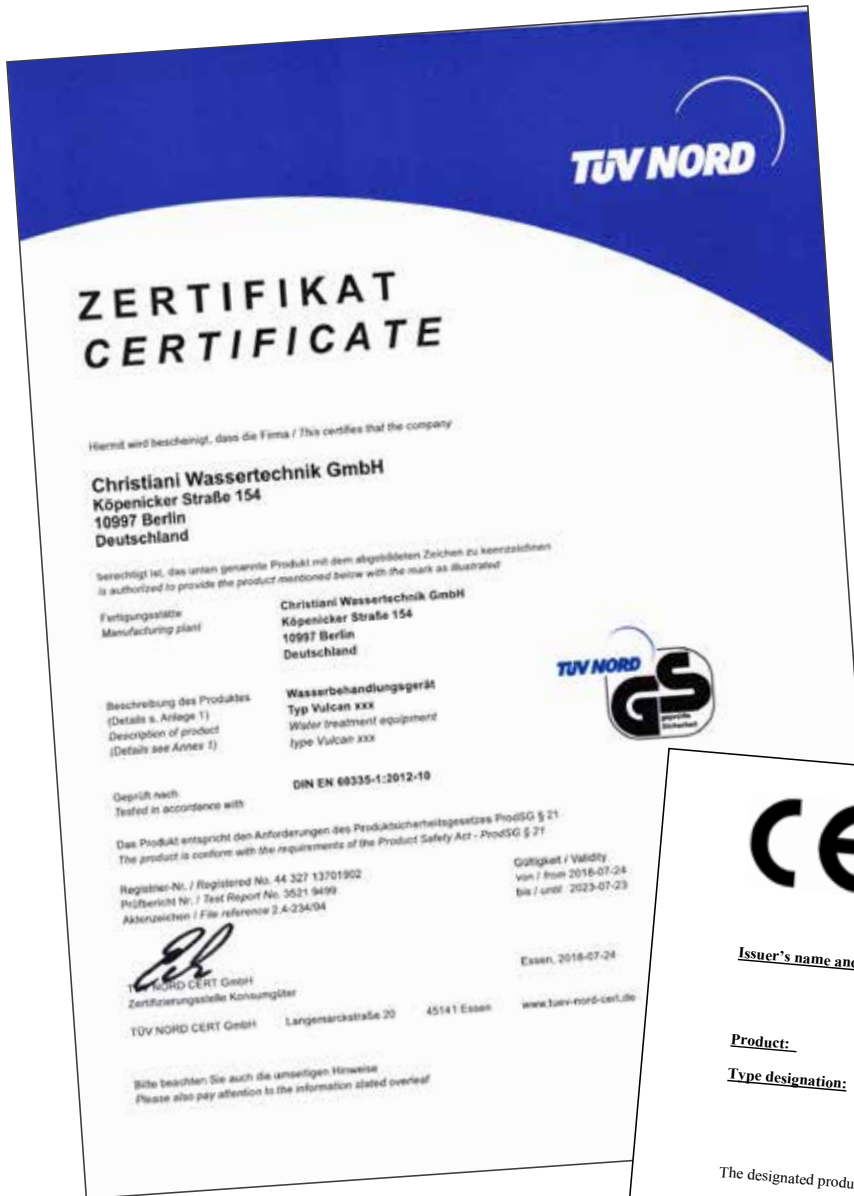 TÜV NORD
ZERTIFIKAT
CERTIFICATE
Hiermit wird bescheinigt, dass die Firma / This certifies that the company
Christiani Wassertechnik GmbH
Köpenicker Straße 154
10997 Berlin
Deutschland
berechtigt ist, das unten genannte Produkt mit dem abgebildeten Zeichen zu kennzeichnen
is authorized to provide the product mentioned below with the mark as illustrated
Fertigungsstätte
Manufacturing plant
Christiani Wassertechnik GmbH
Köpenicker Straße 154
10997 Berlin
Deutschland
TÜV NORD
GS
geprüfte
Sicherheit
Beschreibung des Produktes
(Details s. Anlage 1)
Description of product
(Details see Annex 1)
Wasserbehandlungsgerät
Typ Vulcan xxx
Water treatment equipment
type Vulcan xxx
Geprüft nach
Tested in accordance with
DIN EN 60335-1:2012-10
Das Produkt entspricht den Anforderungen des Produktsicherheitsgesetzes ProdSG § 21
The product is conform with the requirements of the Product Safety Act - ProdSG § 21
Registrier-Nr. / Registered No. 44 327 13701902
Prüfbericht Nr. / Test Report No. 3521 9499
Aktenzeichen / File reference 2.4-234/04
Gültigkeit / Validity
von / from 2018-07-24
bis / until 2023-07-23
Essen, 2018-07-24
TÜV NORD CERT GmbH
Zertifizierungsstelle Konsumgüter
TÜV NORD CERT GmbH Langemarckstraße 20 45141 Essen www.tuev-nord-cert.de
Bitte beachten Sie auch die umseitigen Hinweise
Please also pay attention to the information stated overleaf
CE
Issuer's name and
Product:
Type designation:
The designated produ